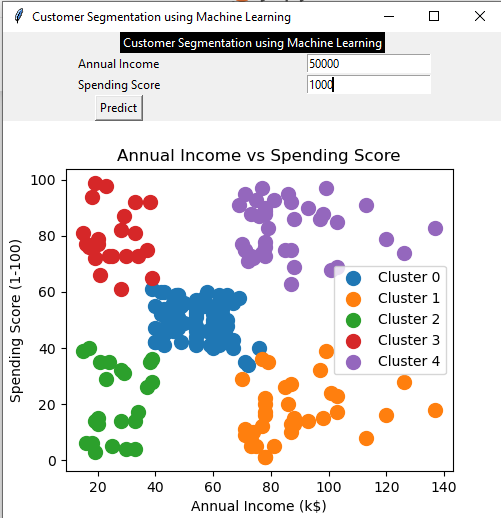 Customer Segmentation using Machine Learning
Customer Segmentation using Machine Learning
Annual Income 50000
Spending Score 1000
Predict
Annual Income vs Spending Score
100
80
60
40
20
0
Spending Score (1-100)
Cluster 0
Cluster 1
Cluster 2
Cluster 3
Cluster 4
20 40 60 80 100 120 140
Annual Income (k$)